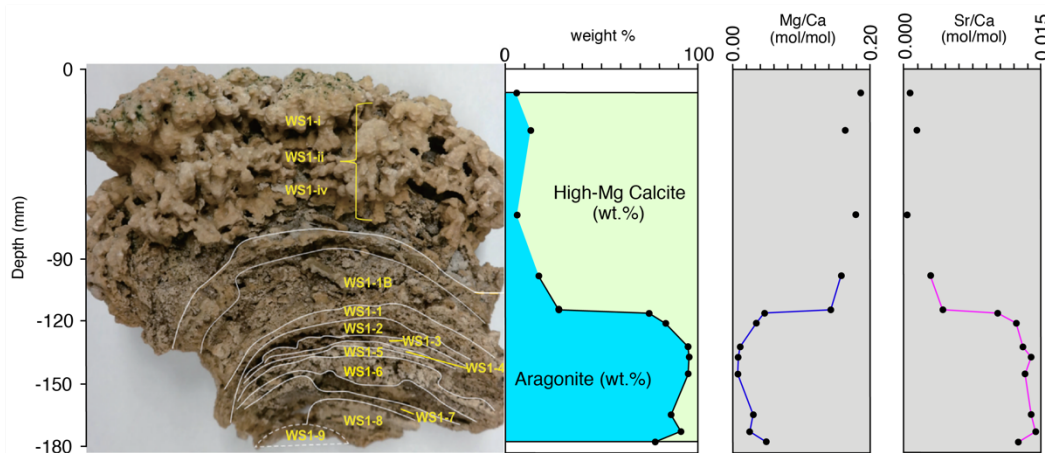 weight %
0
100
Mg/Ca
(mol/mol)
0.00
0.20
Sr/Ca
(mol/mol)
0.000
0.015
Depth (mm)
0
-90
-120
-150
-180
WS1-i
WS1-ii
WS1-iv
WS1-1B
WS1-1
WS1-2
WS1-3
WS1-5
WS1-4
WS1-6
WS1-7
WS1-8
WS1-9
High-Mg Calcite
(wt.%)
Aragonite (wt.%)